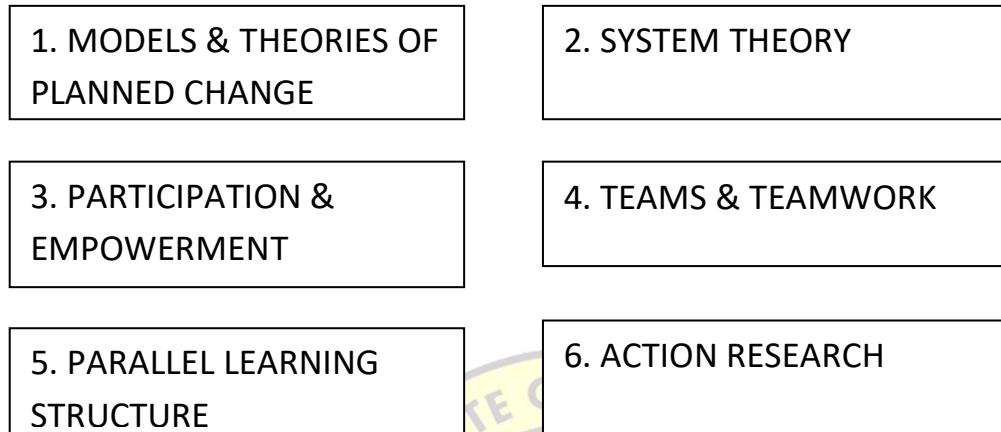 1. MODELS & THEORIES OF
PLANNED CHANGE
2. SYSTEM THEORY
3. PARTICIPATION &
EMPOWERMENT
4. TEAMS & TEAMWORK
5. PARALLEL LEARNING
STRUCTURE
6. ACTION RESEARCH